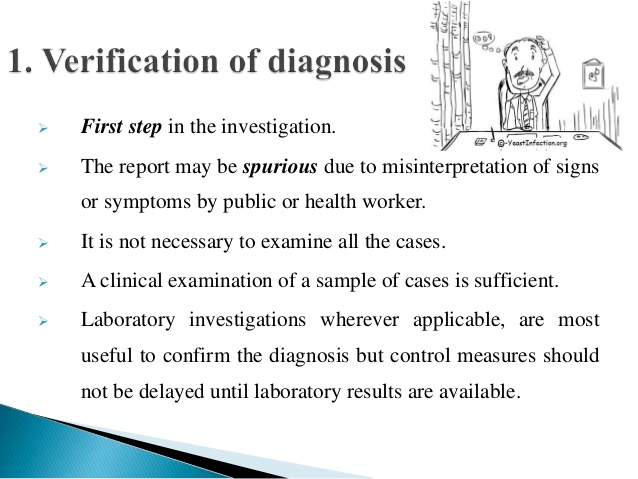 1. Verification of diagnosis
©-YeastInfection.org
First step in the investigation.
The report may be spurious due to misinterpretation of signs
or symptoms by public or health worker.
It is not necessary to examine all the cases.
A clinical examination of a sample of cases is sufficient.
Laboratory investigations wherever applicable, are most
useful to confirm the diagnosis but control measures should
not be delayed until laboratory results are available.